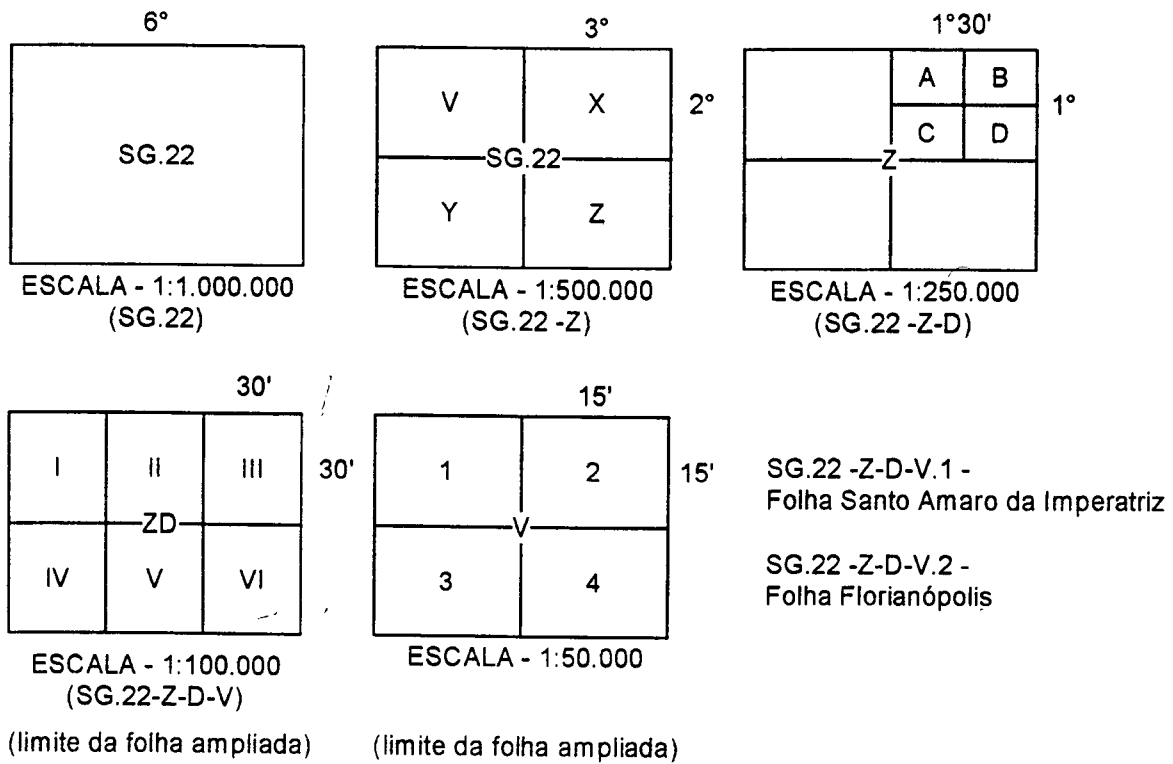 6°
SG.22
ESCALA - 1:1.000.000
(SG.22)
3°
V X 2°
SG.22
Y Z
ESCALA - 1:500.000
(SG.22 -Z)
1°30'
A B 1°
C D
Z
ESCALA - 1:250.000
(SG.22 -Z-D)
30'
I II III 30'
ZD
IV V VI
ESCALA - 1:100.000
(SG.22-Z-D-V)
(limite da folha ampliada)
15'
1 2 15'
V
3 4
ESCALA - 1:50.000
(limite da folha ampliada)
SG.22 -Z-D-V.1 -
Folha Santo Amaro da Imperatriz
SG.22 -Z-D-V.2 -
Folha Florianópolis